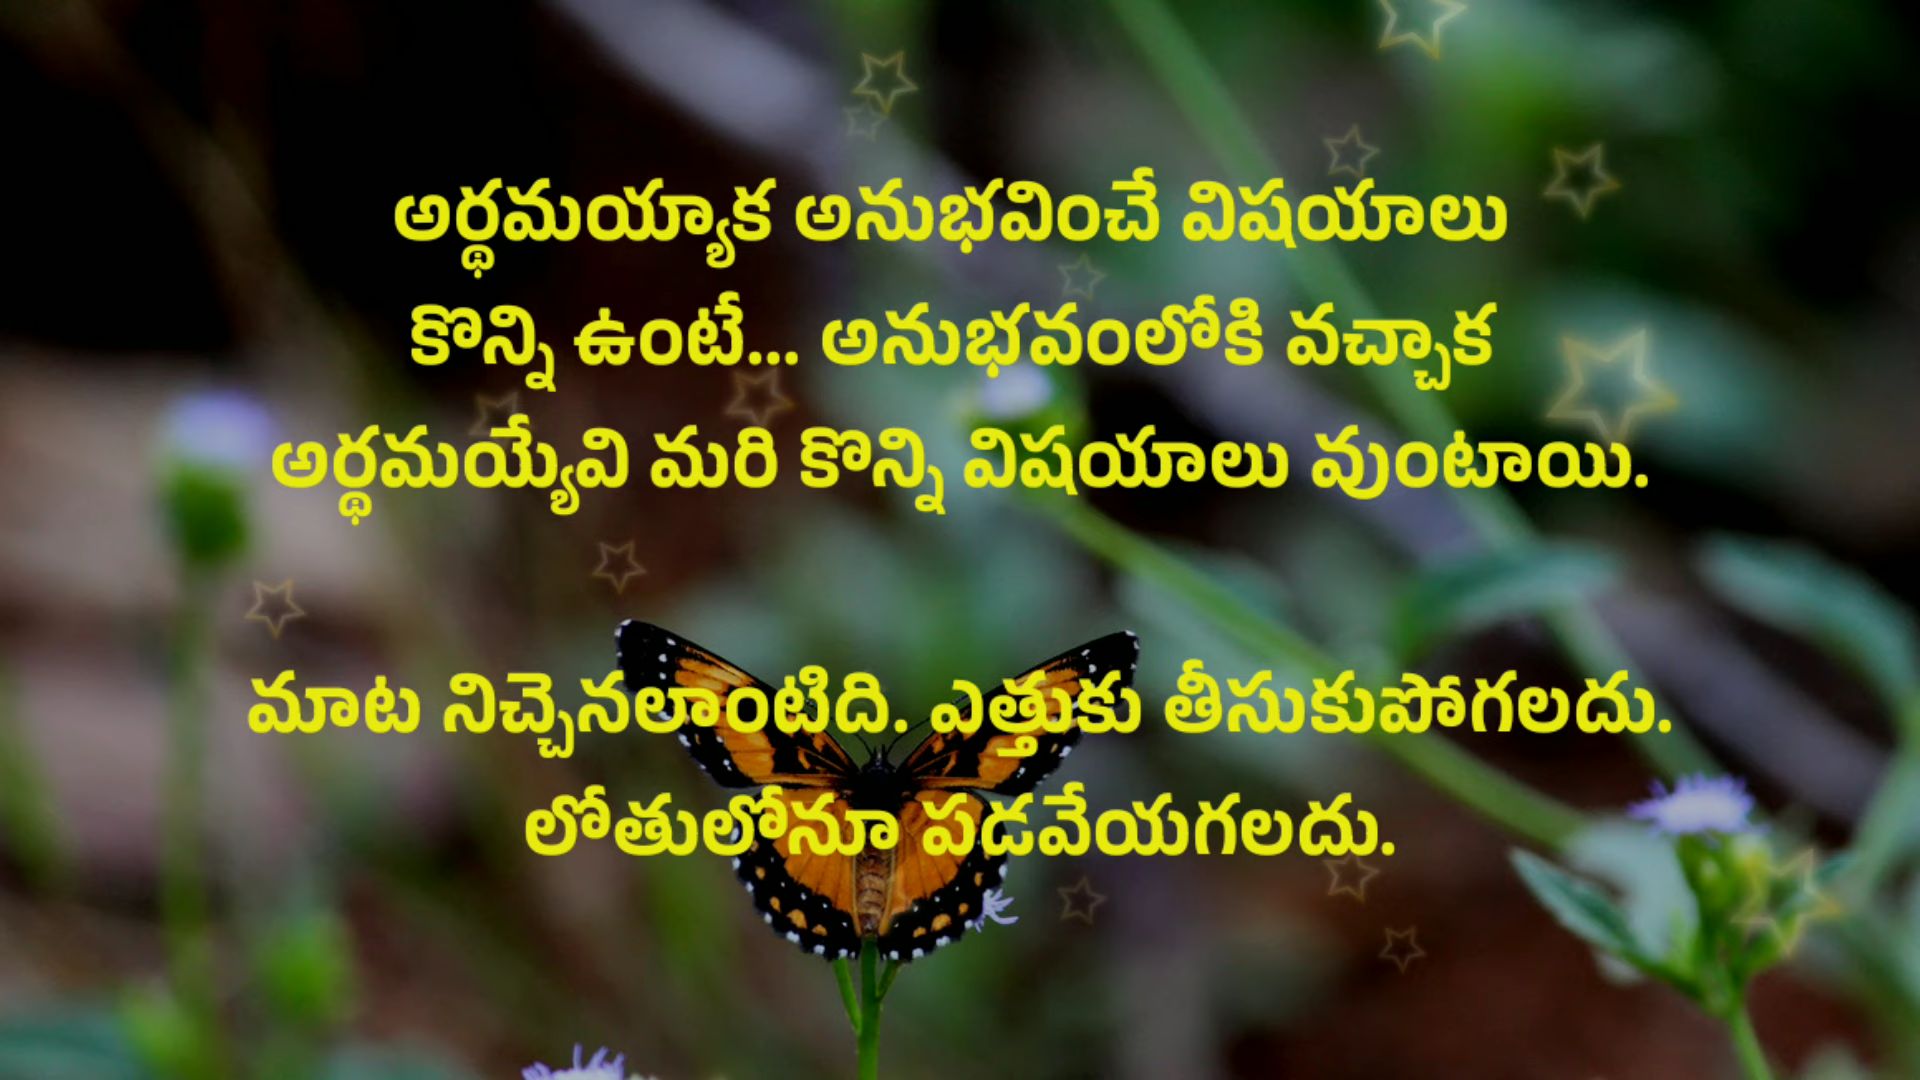 అర్థమయ్యాక అనుభవించే విషయాలు
కొన్ని ఉంటే... అనుభవంలోకి వచ్చాక
అర్థమయ్యేవి మరి కొన్ని విషయాలు వుంటాయి.
మాట నిచ్చెనలాంటిది. ఎత్తుకు తీసుకుపోగలదు.
లోతులోనూ పడవేయగలదు.